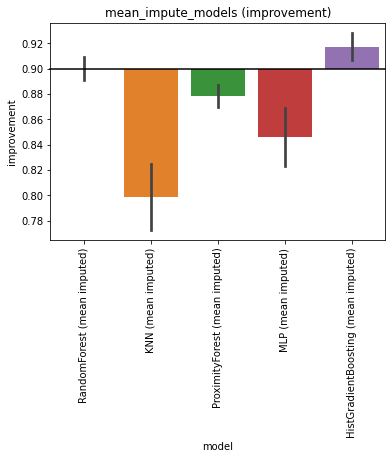 mean_impute_models (improvement)
improvement
0.92
0.90
0.88
0.86
0.84
0.82
0.80
0.78
RandomForest (mean imputed)
KNN (mean imputed)
ProximityForest (mean imputed)
MLP (mean imputed)
HistGradientBoosting (mean imputed)
model